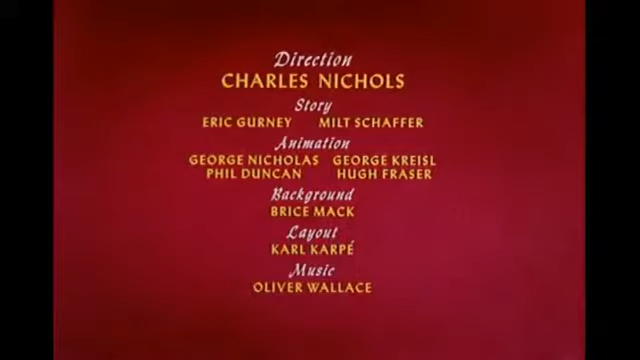 Direction
CHARLES NICHOLS
Story
ERIC GURNEY MILT SCHAFFER
Animation
GEORGE NICHOLAS GEORGE KREISL
PHIL DUNCAN HUGH FRASER
Background
BRICE MACK
Layout
KARL KARPÉ
Music
OLIVER WALLACE